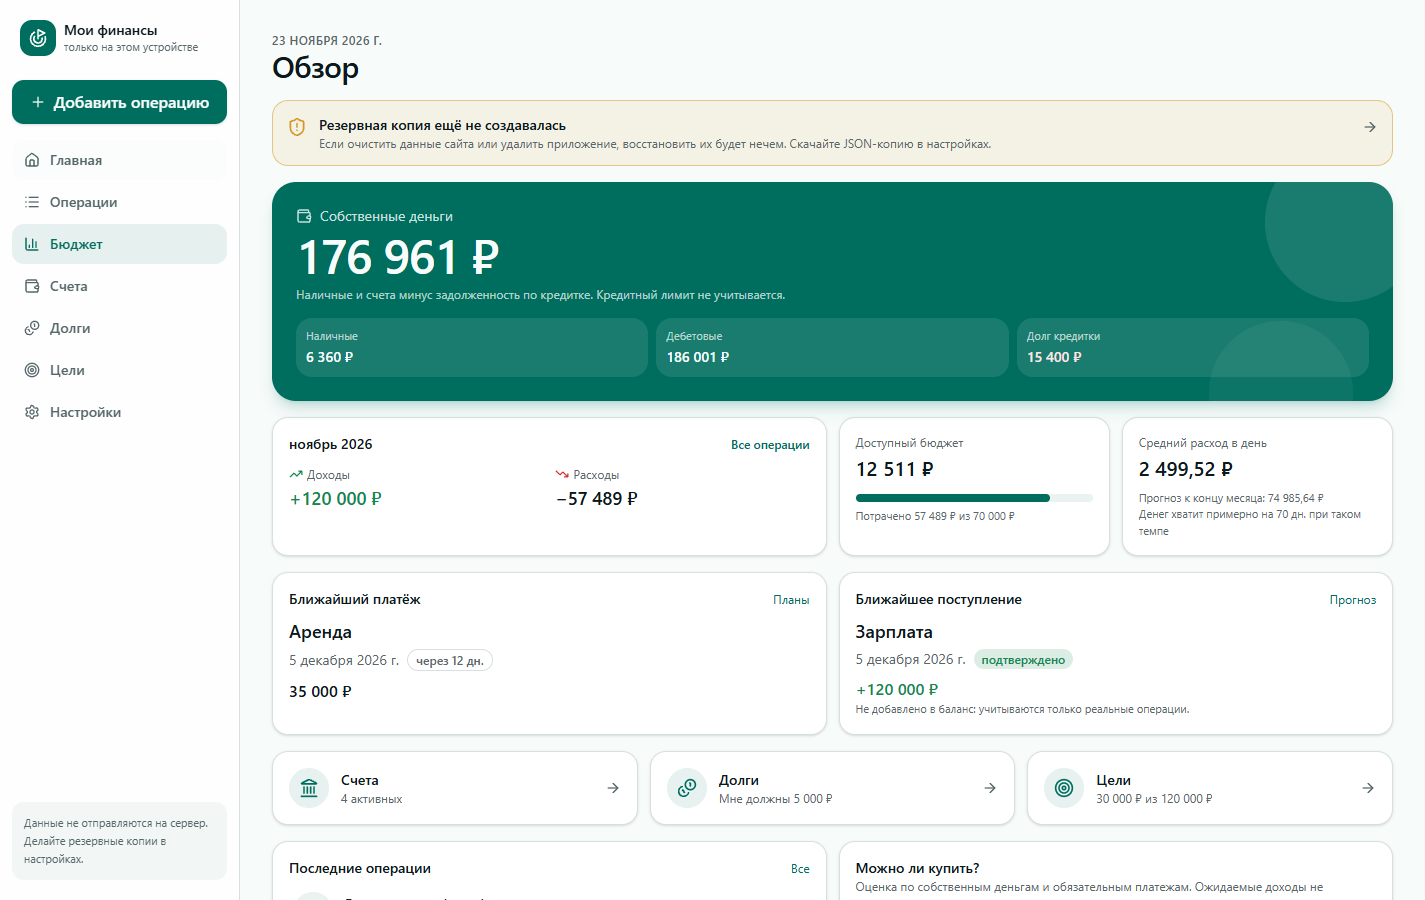 Мои финансы
только на этом устройстве
Добавить операцию
Главная
Операции
Бюджет
Счета
Долги
Цели
Настройки
Данные не отправляются на сервер.
Делайте резервные копии в
настройках.
23 НОЯБРЯ 2026 Г.
Обзор
Резервная копия ещё не создавалась
Если очистить данные сайта или удалить приложение, восстановить их будет нечем. Скачайте JSON-копию в настройках.
Собственные деньги
176 961 ₽
Наличные и счета минус задолженность по кредитке. Кредитный лимит не учитывается.
Наличные
6 360 ₽
Дебетовые
186 001 ₽
Долг кредитки
15 400 ₽
ноябрь 2026
Все операции
Доходы
+120 000 ₽
Расходы
−57 489 ₽
Доступный бюджет
12 511 ₽
Потрачено 57 489 ₽ из 70 000 ₽
Средний расход в день
2 499,52 ₽
Прогноз к концу месяца: 74 985,64 ₽
Денег хватит примерно на 70 дн. при таком
темпе
Ближайший платёж
Планы
Аренда
5 декабря 2026 г.
через 12 дн.
35 000 ₽
Ближайшее поступление
Прогноз
Зарплата
5 декабря 2026 г.
подтверждено
+120 000 ₽
Не добавлено в баланс: учитываются только реальные операции.
Счета
4 активных
Долги
Мне должны 5 000 ₽
Цели
30 000 ₽ из 120 000 ₽
Последние операции
Все
Можно ли купить?
Оценка по собственным деньгам и обязательным платежам. Ожидаемые доходы не